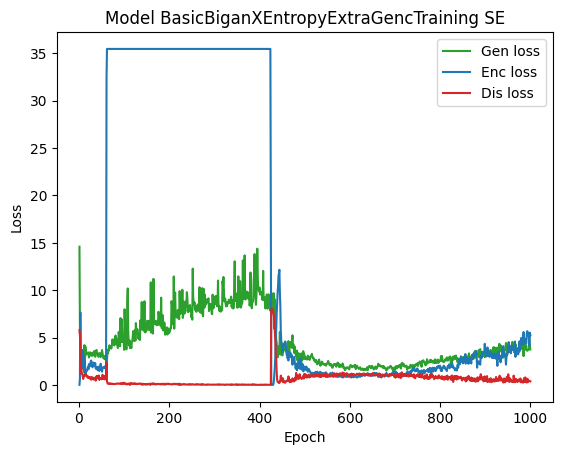 Model BasicBiganXEntropyExtraGencTraining SE
Gen loss
Enc loss
Dis loss
35
30
25
20
15
10
5
0
Loss
0 200 400 600 800 1000
Epoch